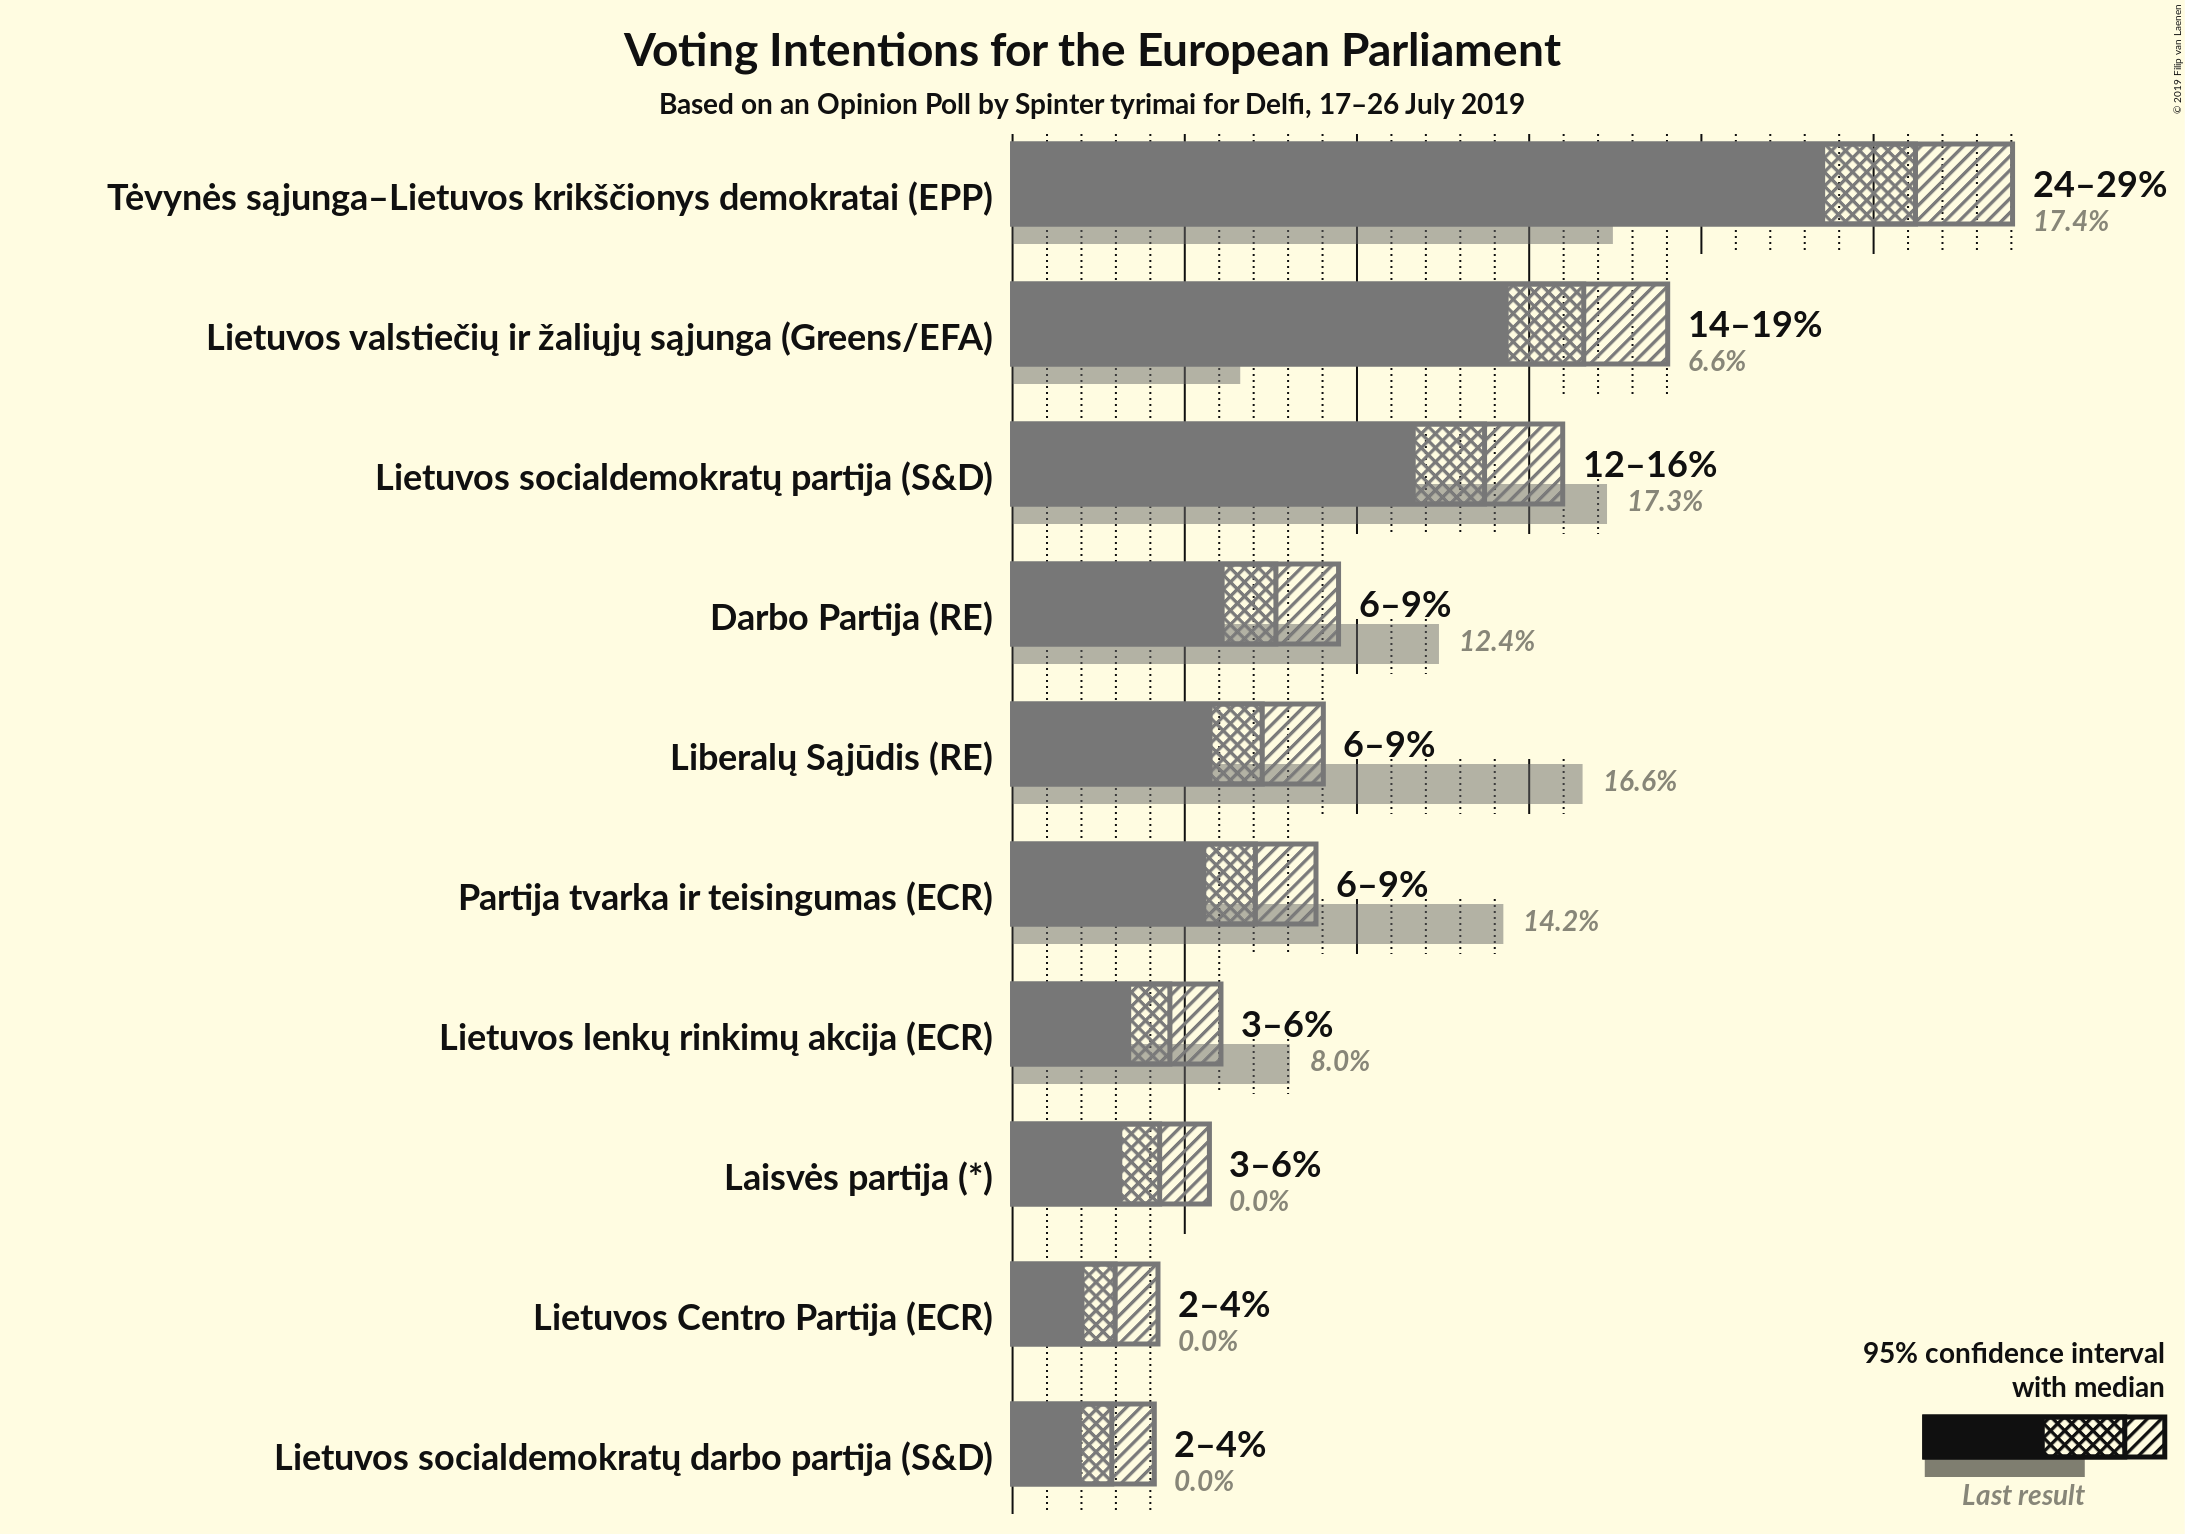 Voting Intentions for the European Parliament
Based on an Opinion Poll by Spinter tyrimai for Delfi, 17–26 July 2019
© 2019 Filip van Laenen
Tėvynės sąjunga–Lietuvos krikščionys demokratai (EPP)
24–29%
17.4%
Lietuvos valstiečių ir žaliųjų sąjunga (Greens/EFA)
14–19%
6.6%
Lietuvos socialdemokratų partija (S&D)
12–16%
17.3%
Darbo Partija (RE)
6–9%
12.4%
Liberalų Sąjūdis (RE)
6–9%
16.6%
Partija tvarka ir teisingumas (ECR)
6–9%
14.2%
Lietuvos lenkų rinkimų akcija (ECR)
3–6%
8.0%
Laisvės partija (*)
3–6%
0.0%
Lietuvos Centro Partija (ECR)
2–4%
0.0%
Lietuvos socialdemokratų darbo partija (S&D)
2–4%
0.0%
95% confidence interval
with median
Last result